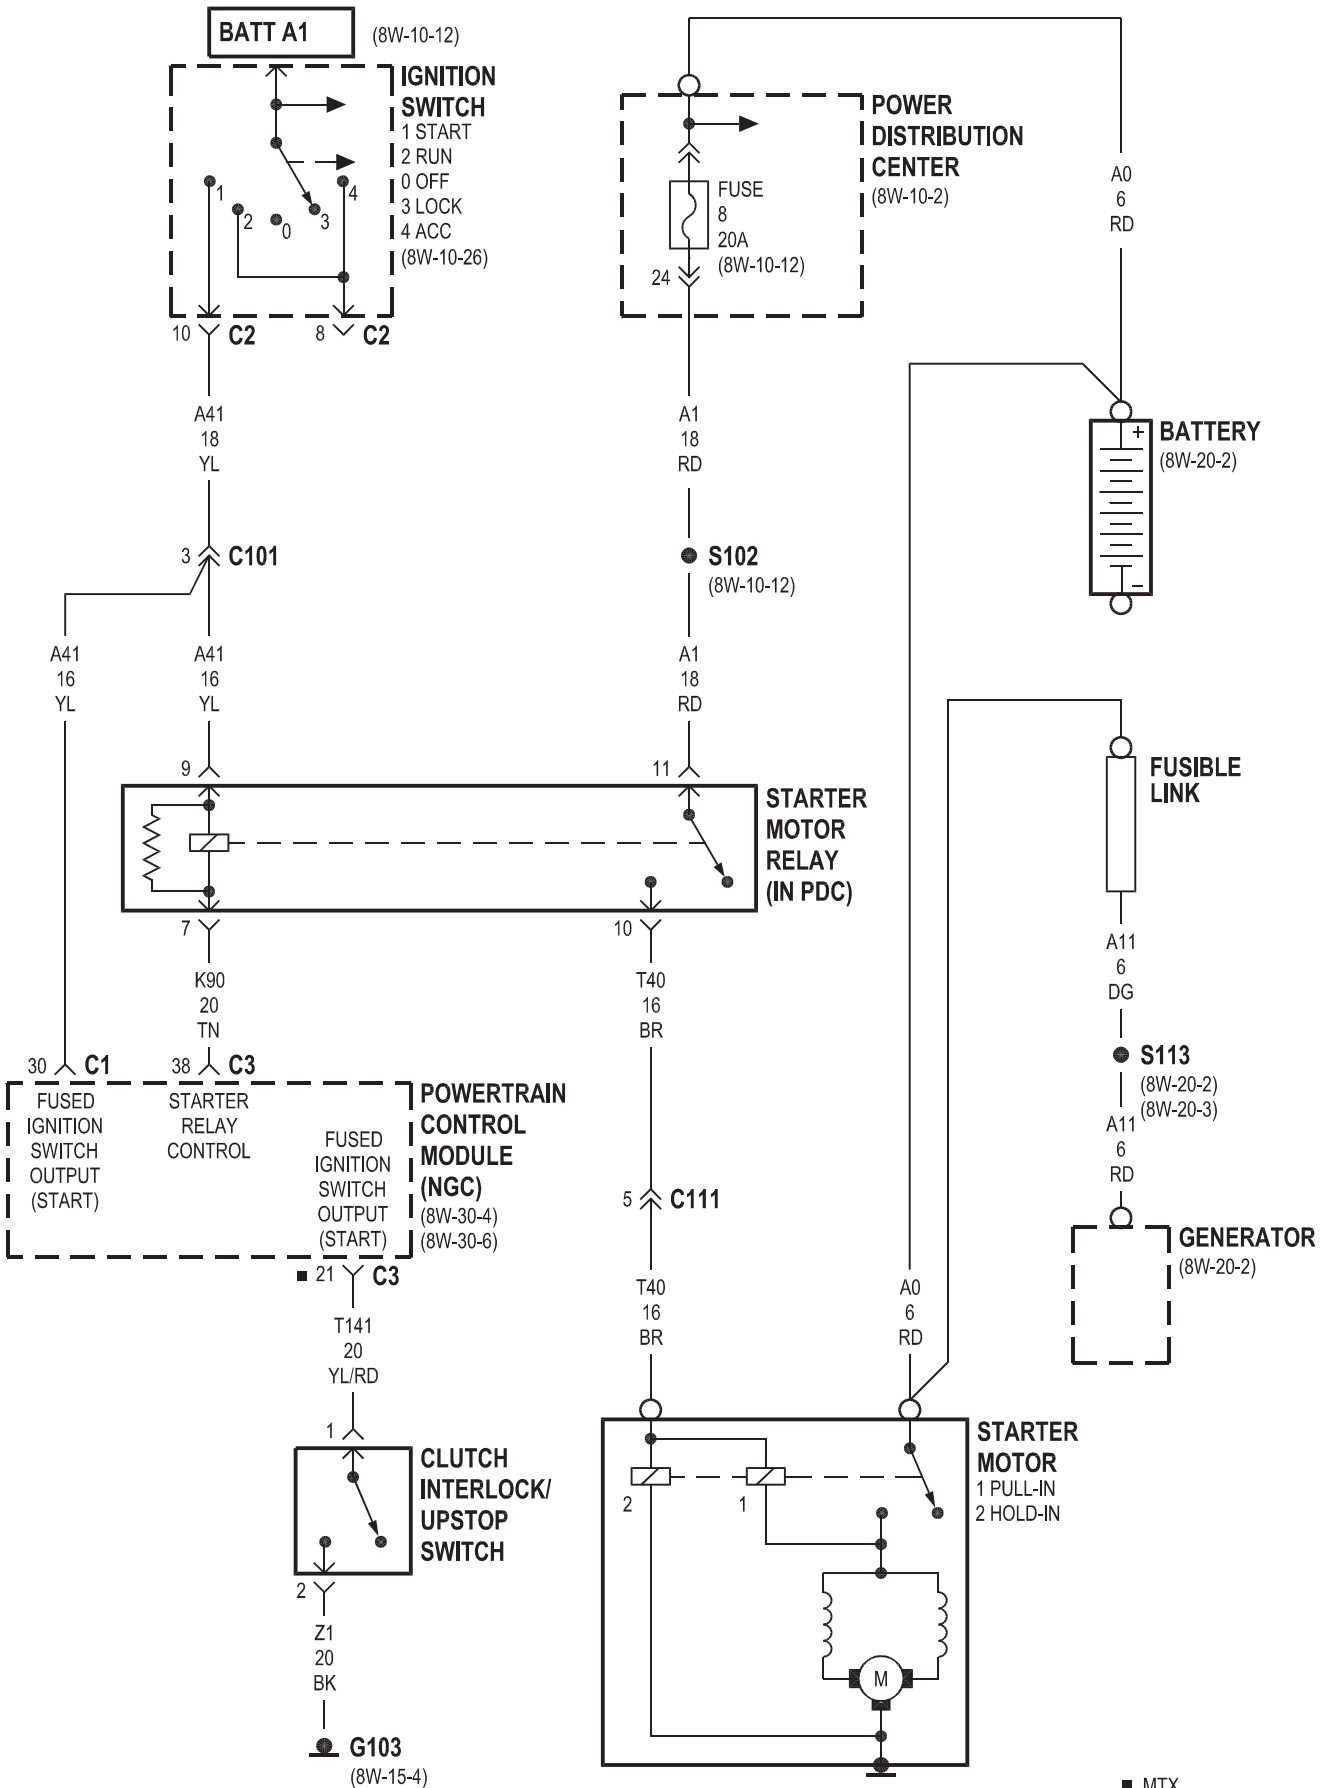 BATT A1
(8W-10-12)
IGNITION
SWITCH
1 START
2 RUN
0 OFF
3 LOCK
4 ACC
(8W-10-26)
1
2
0
3
4
10
C2
8
C2
POWER
DISTRIBUTION
CENTER
(8W-10-2)
FUSE
8
20A
(8W-10-12)
24
A0
6
RD
A41
18
YL
A1
18
RD
BATTERY
(8W-20-2)
+
−
3
C101
S102
(8W-10-12)
A41
16
YL
A41
16
YL
A1
18
RD
9
11
STARTER
MOTOR
RELAY
(IN PDC)
FUSIBLE
LINK
7
10
K90
20
TN
T40
16
BR
A11
6
DG
S113
(8W-20-2)
(8W-20-3)
A11
6
RD
30
C1
38
C3
FUSED
IGNITION
SWITCH
OUTPUT
(START)
STARTER
RELAY
CONTROL
FUSED
IGNITION
SWITCH
OUTPUT
(START)
POWERTRAIN
CONTROL
MODULE
(NGC)
(8W-30-4)
(8W-30-6)
5
C111
GENERATOR
(8W-20-2)
■ 21
C3
T141
20
YL/RD
T40
16
BR
A0
6
RD
1
CLUTCH
INTERLOCK/
UPSTOP
SWITCH
2
STARTER
MOTOR
1 PULL-IN
2 HOLD-IN
2
1
M
Z1
20
BK
G103
(8W-15-4)
■ MTX